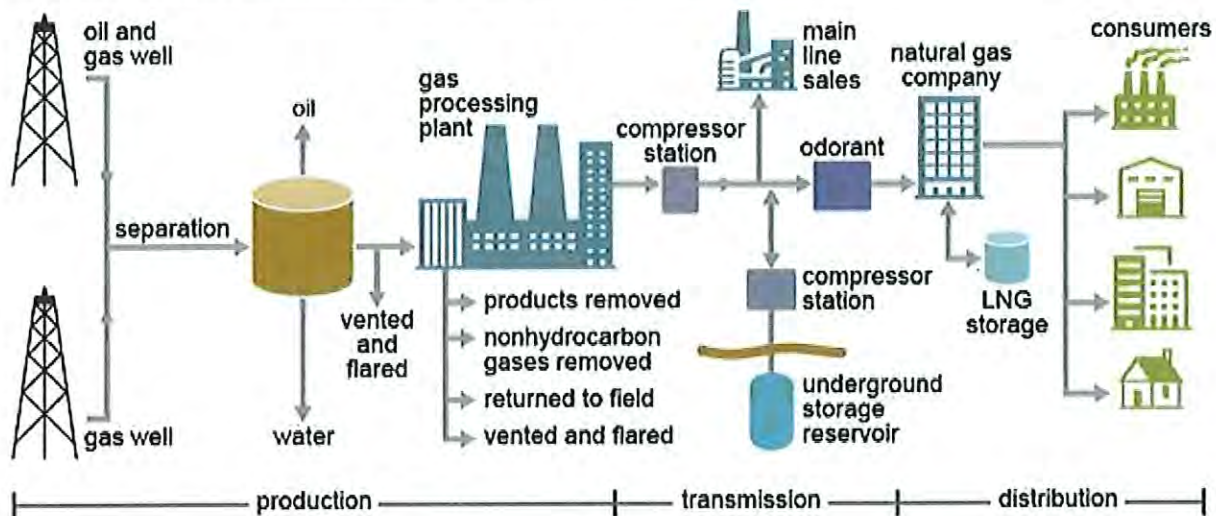 oil and
gas well
oil
separation
gas well
water
vented
and
flared
gas
processing
plant
products removed
nonhydrocarbon
gases removed
returned to field
vented and flared
compressor
station
main
line
sales
odorant
compressor
station
underground
storage
reservoir
natural gas
company
LNG
storage
consumers
production
transmission
distribution